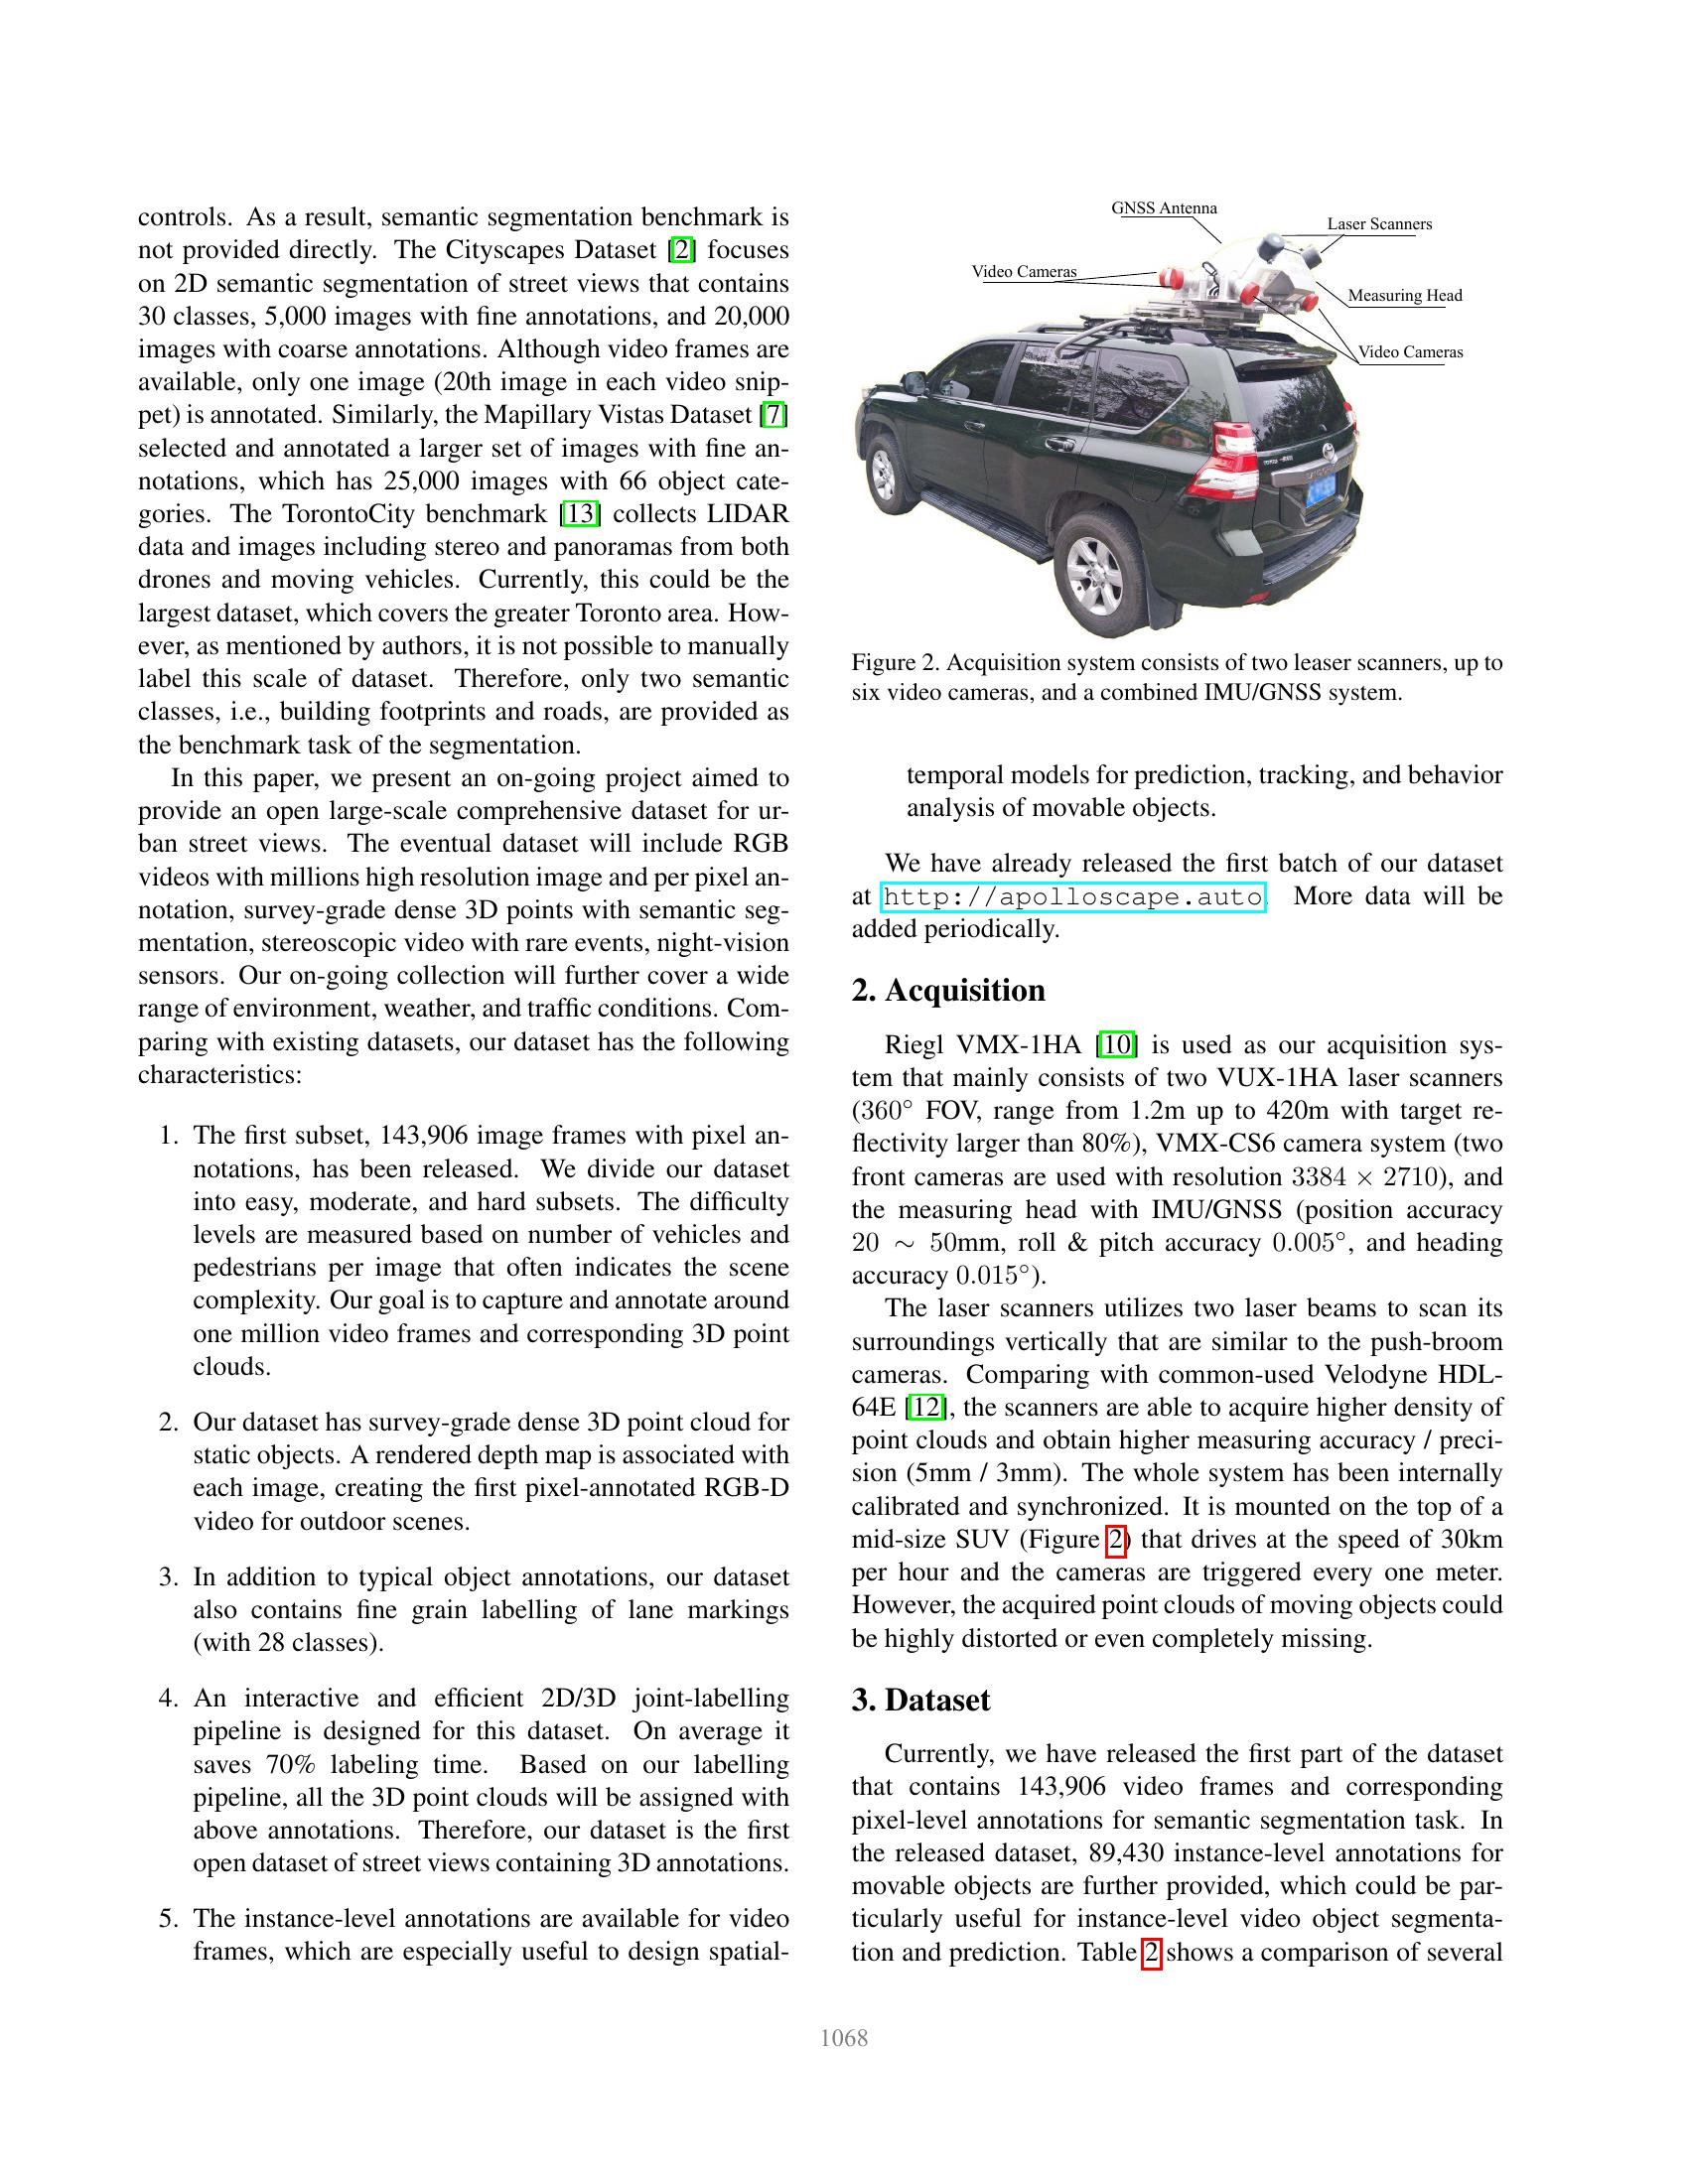 controls. As a result, semantic segmentation benchmark is
not provided directly. The Cityscapes Dataset [2] focuses
on 2D semantic segmentation of street views that contains
30 classes, 5,000 images with fine annotations, and 20,000
images with coarse annotations. Although video frames are
available, only one image (20th image in each video snip-
pet) is annotated. Similarly, the Mapillary Vistas Dataset [7]
selected and annotated a larger set of images with fine an-
notations, which has 25,000 images with 66 object cate-
gories. The TorontoCity benchmark [13] collects LIDAR
data and images including stereo and panoramas from both
drones and moving vehicles. Currently, this could be the
largest dataset, which covers the greater Toronto area. How-
ever, as mentioned by authors, it is not possible to manually
label this scale of dataset. Therefore, only two semantic
classes, i.e., building footprints and roads, are provided as
the benchmark task of the segmentation.
In this paper, we present an on-going project aimed to
provide an open large-scale comprehensive dataset for ur-
ban street views. The eventual dataset will include RGB
videos with millions high resolution image and per pixel an-
notation, survey-grade dense 3D points with semantic seg-
mentation, stereoscopic video with rare events, night-vision
sensors. Our on-going collection will further cover a wide
range of environment, weather, and traffic conditions. Com-
paring with existing datasets, our dataset has the following
characteristics:
1. The first subset, 143,906 image frames with pixel an-
notations, has been released. We divide our dataset
into easy, moderate, and hard subsets. The difficulty
levels are measured based on number of vehicles and
pedestrians per image that often indicates the scene
complexity. Our goal is to capture and annotate around
one million video frames and corresponding 3D point
clouds.
2. Our dataset has survey-grade dense 3D point cloud for
static objects. A rendered depth map is associated with
each image, creating the first pixel-annotated RGB-D
video for outdoor scenes.
3. In addition to typical object annotations, our dataset
also contains fine grain labelling of lane markings
(with 28 classes).
4. An interactive and efficient 2D/3D joint-labelling
pipeline is designed for this dataset. On average it
saves 70% labeling time. Based on our labelling
pipeline, all the 3D point clouds will be assigned with
above annotations. Therefore, our dataset is the first
open dataset of street views containing 3D annotations.
5. The instance-level annotations are available for video
frames, which are especially useful to design spatial-
GNSS Antenna
Laser Scanners
Video Cameras
Measuring Head
Video Cameras
Figure 2. Acquisition system consists of two leaser scanners, up to
six video cameras, and a combined IMU/GNSS system.
temporal models for prediction, tracking, and behavior
analysis of movable objects.
We have already released the first batch of our dataset
at http://apolloscape.auto. More data will be
added periodically.
2. Acquisition
Riegl VMX-1HA [10] is used as our acquisition sys-
tem that mainly consists of two VUX-1HA laser scanners
(360° FOV, range from 1.2m up to 420m with target re-
flectivity larger than 80%), VMX-CS6 camera system (two
front cameras are used with resolution 3384 × 2710), and
the measuring head with IMU/GNSS (position accuracy
20 ∼ 50mm, roll & pitch accuracy 0.005°, and heading
accuracy 0.015°).
The laser scanners utilizes two laser beams to scan its
surroundings vertically that are similar to the push-broom
cameras. Comparing with common-used Velodyne HDL-
64E [12], the scanners are able to acquire higher density of
point clouds and obtain higher measuring accuracy / preci-
sion (5mm / 3mm). The whole system has been internally
calibrated and synchronized. It is mounted on the top of a
mid-size SUV (Figure 2) that drives at the speed of 30km
per hour and the cameras are triggered every one meter.
However, the acquired point clouds of moving objects could
be highly distorted or even completely missing.
3. Dataset
Currently, we have released the first part of the dataset
that contains 143,906 video frames and corresponding
pixel-level annotations for semantic segmentation task. In
the released dataset, 89,430 instance-level annotations for
movable objects are further provided, which could be par-
ticularly useful for instance-level video object segmenta-
tion and prediction. Table 2 shows a comparison of several
1068